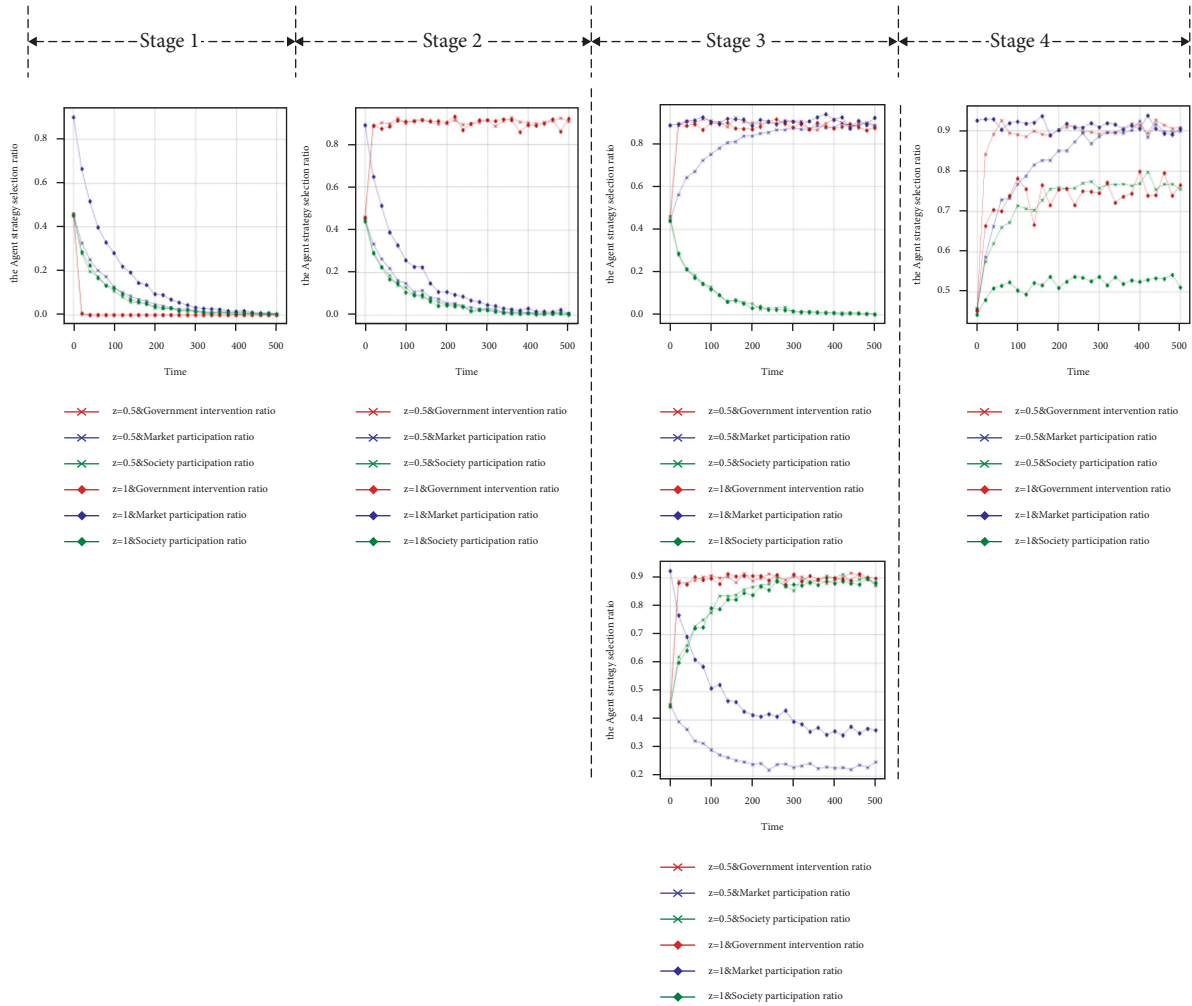 Stage 1
Stage 2
Stage 3
Stage 4
the Agent strategy selection ratio
0.8
0.6
0.4
0.2
0.0
0
100
200
300
400
500
Time
z=0.5&Government intervention ratio
z=0.5&Market participation ratio
z=0.5&Society participation ratio
z=1&Government intervention ratio
z=1&Market participation ratio
z=1&Society participation ratio
the Agent strategy selection ratio
0.8
0.6
0.4
0.2
0.0
0
100
200
300
400
500
Time
z=0.5&Government intervention ratio
z=0.5&Market participation ratio
z=0.5&Society participation ratio
z=1&Government intervention ratio
z=1&Market participation ratio
z=1&Society participation ratio
the Agent strategy selection ratio
0.8
0.6
0.4
0.2
0.0
0
100
200
300
400
500
Time
z=0.5&Government intervention ratio
z=0.5&Market participation ratio
z=0.5&Society participation ratio
z=1&Government intervention ratio
z=1&Market participation ratio
z=1&Society participation ratio
the Agent strategy selection ratio
0.9
0.8
0.7
0.6
0.5
0.4
0.3
0.2
0
100
200
300
400
500
Time
z=0.5&Government intervention ratio
z=0.5&Market participation ratio
z=0.5&Society participation ratio
z=1&Government intervention ratio
z=1&Market participation ratio
z=1&Society participation ratio
the Agent strategy selection ratio
0.9
0.8
0.7
0.6
0.5
0
100
200
300
400
500
Time
z=0.5&Government intervention ratio
z=0.5&Market participation ratio
z=0.5&Society participation ratio
z=1&Government intervention ratio
z=1&Market participation ratio
z=1&Society participation ratio